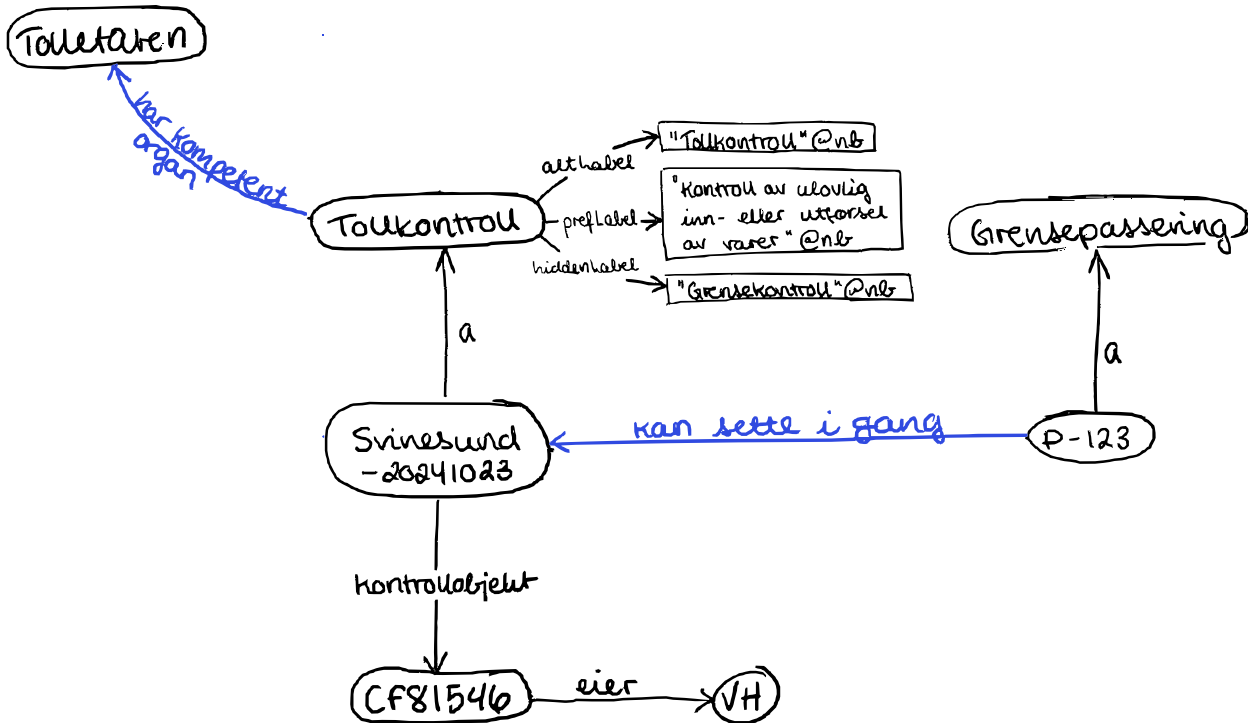 Tolletaten
har kompetent
organ
altLabel
"Tollkontroll"@nb
Tollkontroll
prefLabel
"Kontroll av ulovlig
inn- eller utførsel
av varer"@nb
hiddenLabel
"Grensekontroll"@nb
Grensepassering
a
a
Svinesund
-20241023
kan sette i gang
P-123
kontrollobjekt
CF81546
eier
VH